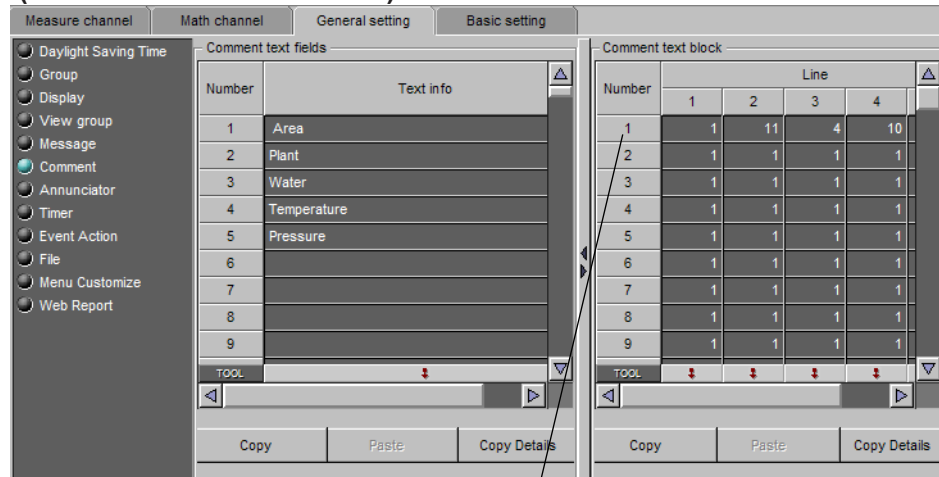 Measure channel Math channel General setting Basic setting
Daylight Saving Time
Group
Display
View group
Message
Comment
Annunciator
Timer
Event Action
File
Menu Customize
Web Report
Comment text fields
Number Text info
1 Area
2 Plant
3 Water
4 Temperature
5 Pressure
6
7
8
9
TOOL
Copy Paste Copy Details
Comment text block
Number Line
1 2 3 4
1 1 11 4 10
2 1 1 1 1
3 1 1 1 1
4 1 1 1 1
5 1 1 1 1
6 1 1 1 1
7 1 1 1 1
8 1 1 1 1
9 1 1 1 1
TOOL
Copy Paste Copy Details